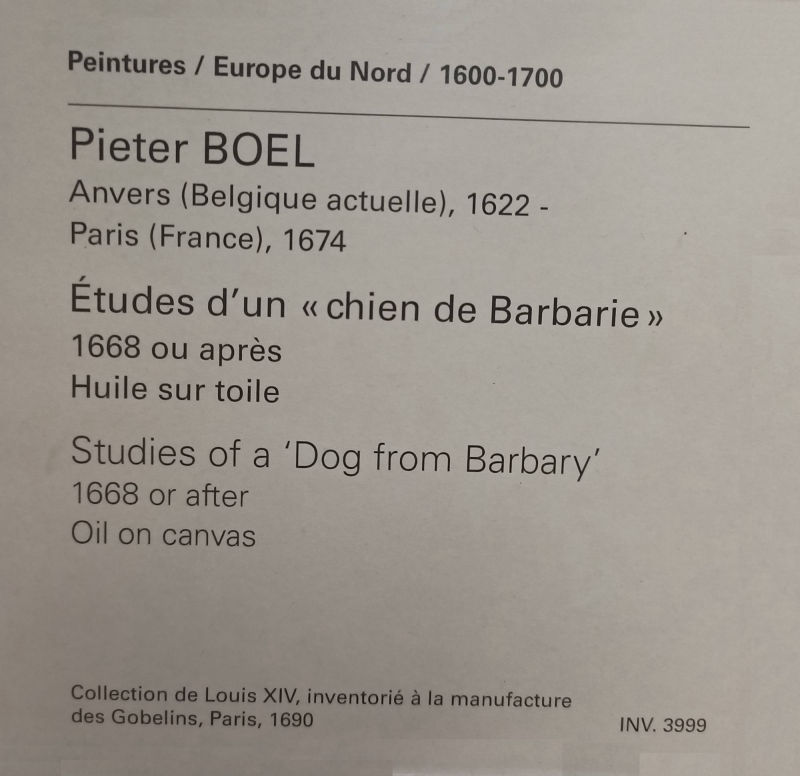 Peintures / Europe du Nord / 1600-1700
Pieter BOEL
Anvers (Belgique actuelle), 1622 -
Paris (France), 1674
Études d'un « chien de Barbarie »
1668 ou après
Huile sur toile
Studies of a ‘Dog from Barbary’
1668 or after
Oil on canvas
Collection de Louis XIV, inventorié à la manufacture
des Gobelins, Paris, 1690
INV. 3999